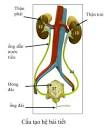 Thận phải
Thận trái
ống dẫn nước tiểu
Bóng đái
ống đái
Cấu tạo hệ bài tiết